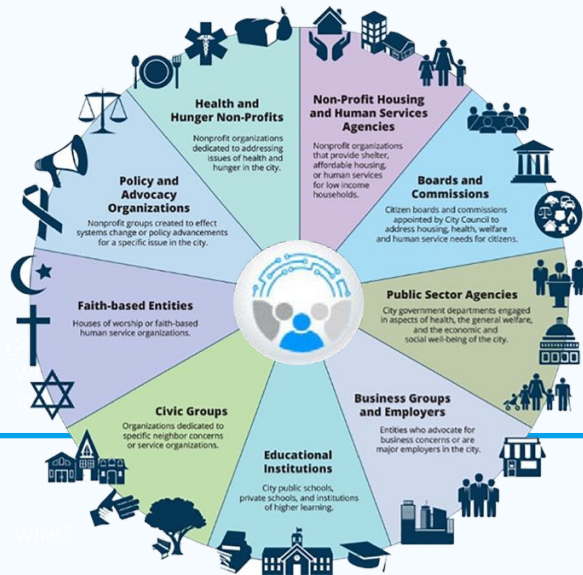 Health and
Hunger Non-Profits
Nonprofit organizations
dedicated to addressing
issues of health and
hunger in the city.
Non-Profit Housing
and Human Services
Agencies
Nonprofit organizations
that provide shelter,
affordable housing,
or human services
for low income
households.
Policy and
Advocacy
Organizations
Nonprofit groups created to effect
systems change or policy advancements
for a specific issue in the city.
Boards and
Commissions
Citizen boards and commissions
appointed by City Council to
address housing, health, welfare
and human service needs for citizens.
Faith-based Entities
Houses of worship or faith-based
human service organizations.
Public Sector Agencies
City government departments engaged
in aspects of health, the general welfare,
and the economic and
social well-being of the city.
Civic Groups
Organizations dedicated to
specific neighbor concerns
or service organizations.
Business Groups
and Employers
Entities who advocate for
business concerns or are
major employers in the city.
Educational
Institutions
City public schools,
private schools, and institutions
of higher learning.
What?